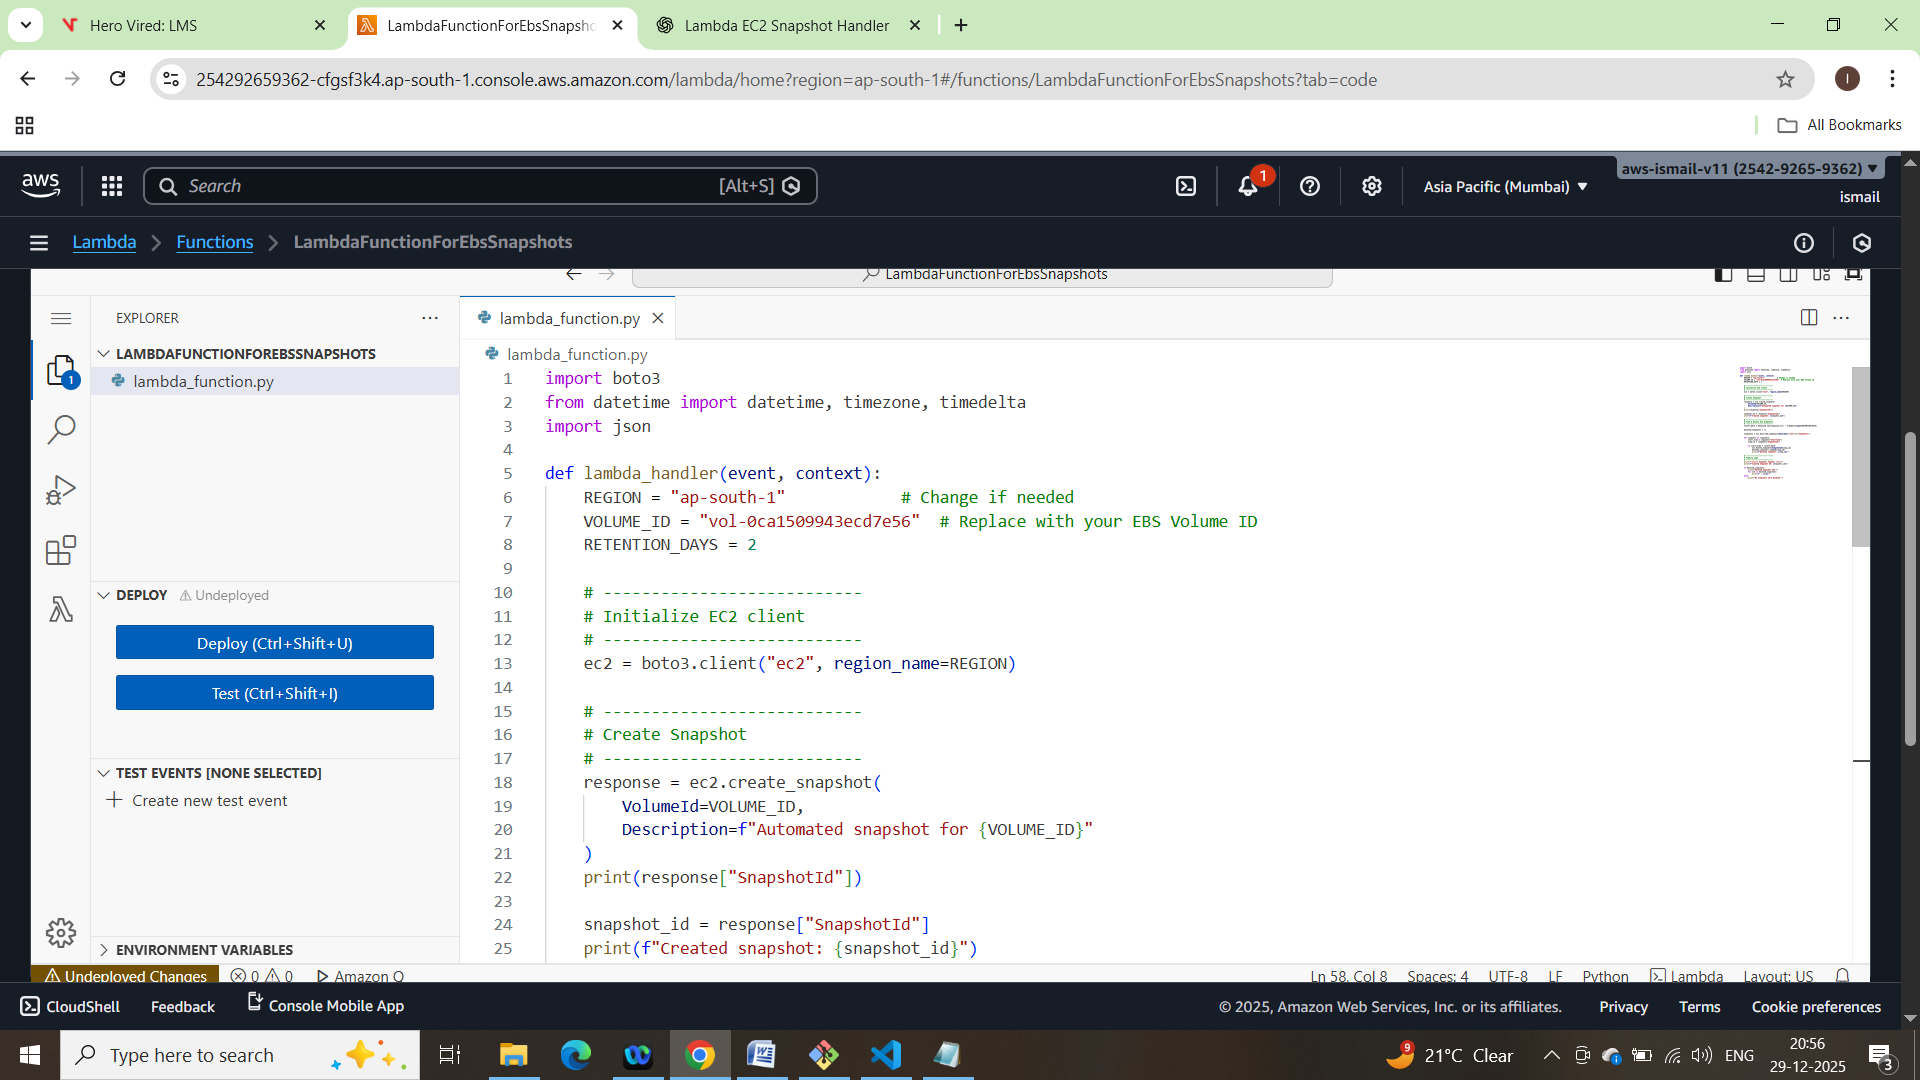 Hero Vired: LMS
LambdaFunctionForEbsSnapsho
Lambda EC2 Snapshot Handler
254292659362-cfgsf3k4.ap-south-1.console.aws.amazon.com/lambda/home?region=ap-south-1#/functions/LambdaFunctionForEbsSnapshots?tab=code
I
All Bookmarks
aws
Search
[Alt+S]
1
Asia Pacific (Mumbai)
aws-ismail-v11 (2542-9265-9362)
ismail
Lambda
Functions
LambdaFunctionForEbsSnapshots
LambdaFunctionForEbsSnapshots
EXPLORER
LAMBDAFUNCTIONFOREBSSNAPSHOTS
lambda_function.py
1
DEPLOY
Undeployed
Deploy (Ctrl+Shift+U)
Test (Ctrl+Shift+I)
TEST EVENTS [NONE SELECTED]
Create new test event
ENVIRONMENT VARIABLES
lambda_function.py
lambda_function.py
1 import boto3
2 from datetime import datetime, timezone, timedelta
3 import json
4
5 def lambda_handler(event, context):
6 REGION = "ap-south-1" # Change if needed
7 VOLUME_ID = "vol-0ca1509943ecd7e56" # Replace with your EBS Volume ID
8 RETENTION_DAYS = 2
9
10 # ---------------------------
11 # Initialize EC2 client
12 # ---------------------------
13 ec2 = boto3.client("ec2", region_name=REGION)
14
15 # ---------------------------
16 # Create Snapshot
17 # ---------------------------
18 response = ec2.create_snapshot(
19 VolumeId=VOLUME_ID,
20 Description=f"Automated snapshot for {VOLUME_ID}"
21 )
22 print(response["SnapshotId"])
23
24 snapshot_id = response["SnapshotId"]
25 print(f"Created snapshot: {snapshot_id}")
Undeployed Changes
0
0
Amazon Q
Ln 58, Col 8
Spaces: 4
UTF-8
LF
Python
Lambda
Layout: US
CloudShell
Feedback
Console Mobile App
© 2025, Amazon Web Services, Inc. or its affiliates.
Privacy
Terms
Cookie preferences
Type here to search
9
21°C Clear
ENG
20:56
29-12-2025
3